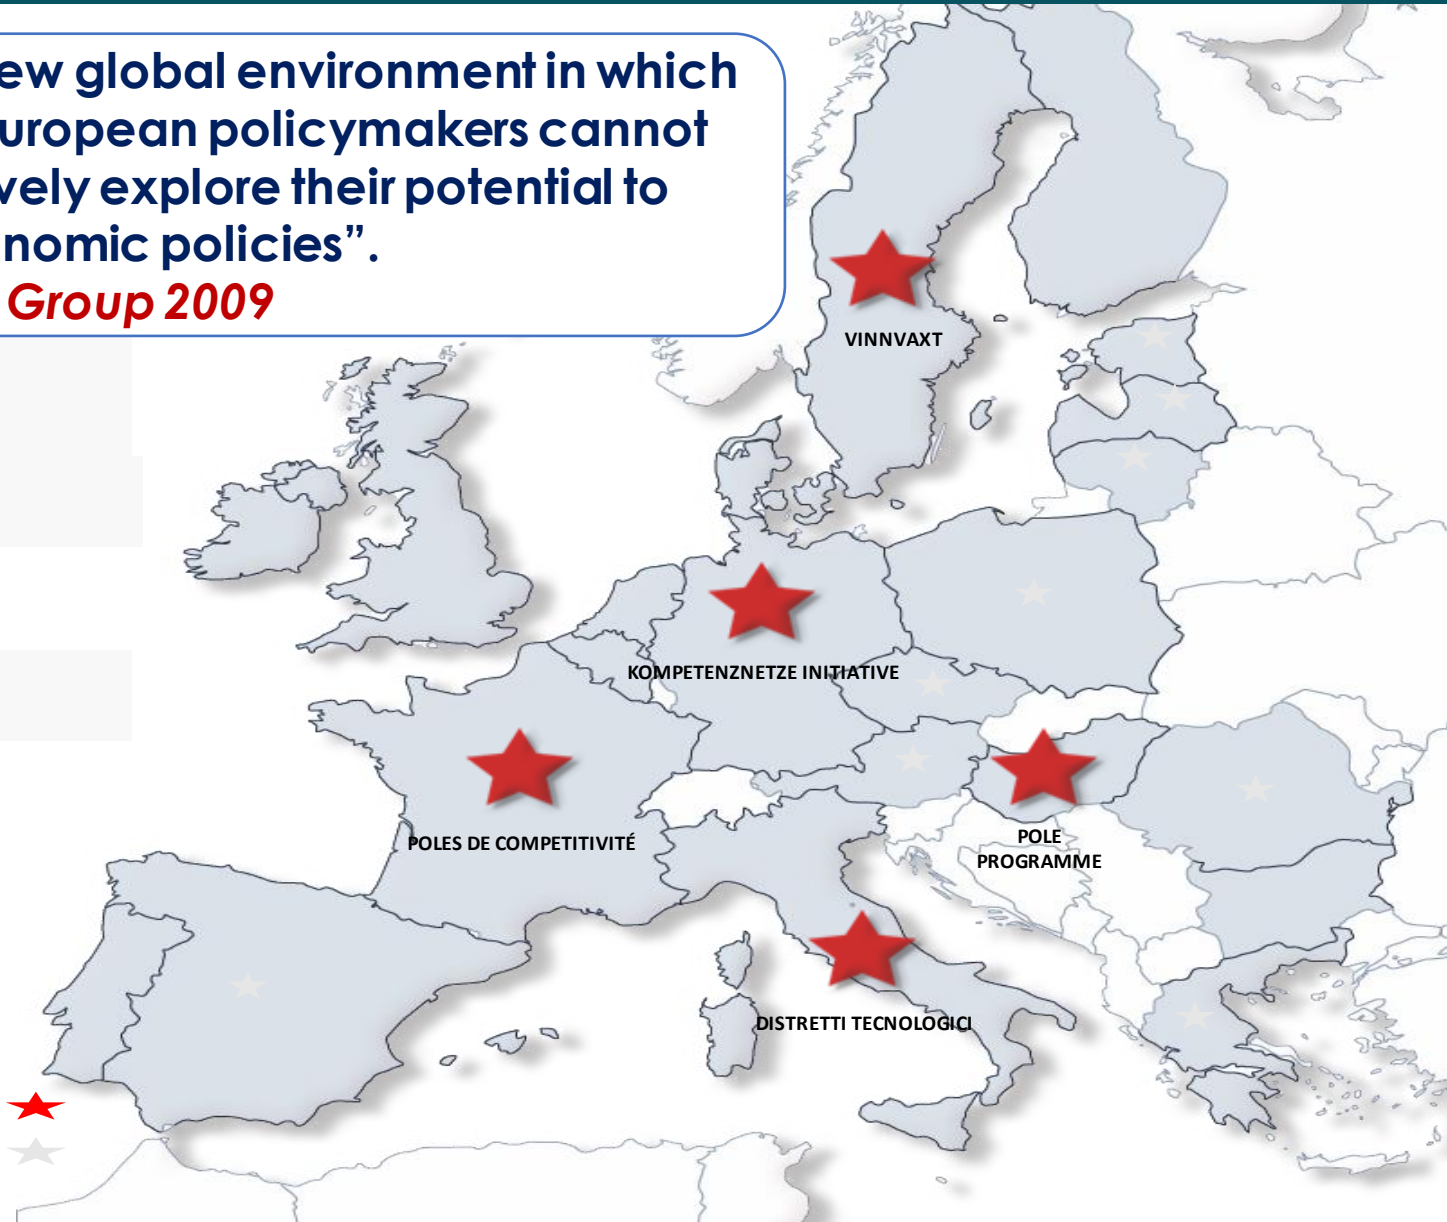 ew global environment in which
uropean policymakers cannot
vely explore their potential to
nomic policies”.
Group 2009
VINNVAXT
KOMPETENZNETZE INITIATIVE
POLES DE COMPETITIVITÉ
POLE
PROGRAMME
DISTRETTI TECNOLOGICI